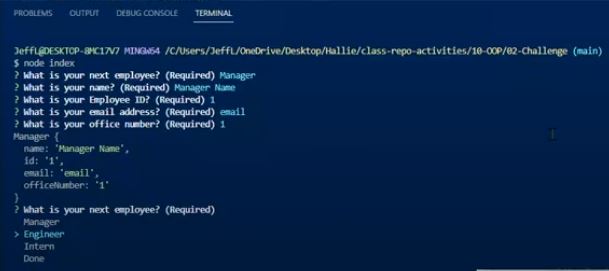 PROBLEMS OUTPUT DEBUG CONSOLE TERMINAL
JeffL@DESKTOP-8MC17V7 MINGW64 /C/Users/JeffL/OneDrive/Desktop/Hallie/class-repo-activities/10-OOP/02-Challenge (main)
$ node index
? What is your next employee? (Required) Manager
? What is your name? (Required) Manager Name
? What is your Employee ID? (Required) 1
? What is your email address? (Required) email
? What is your office number? (Required) 1
Manager {
  name: 'Manager Name',
  id: '1',
  email: 'email',
  officeNumber: '1'
}
? What is your next employee? (Required)
  Manager
> Engineer
  Intern
  Done